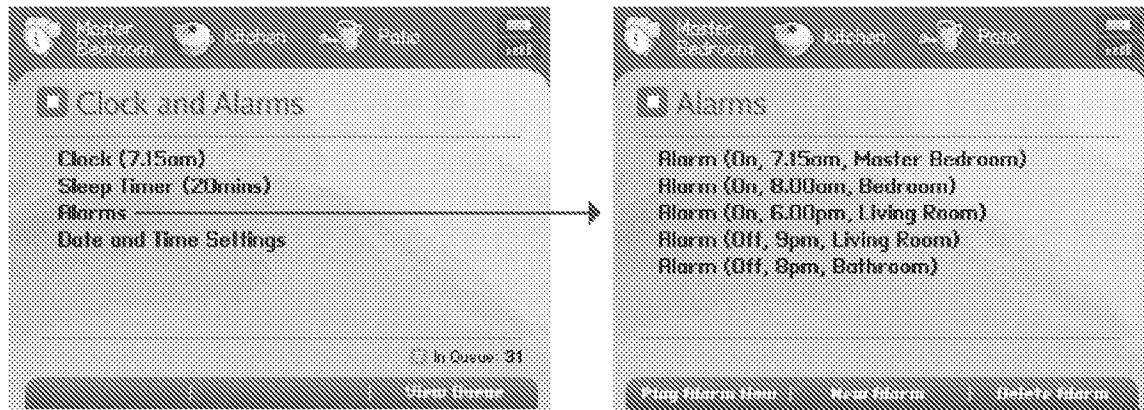 Master
Bedroom
Kitchen
Patio
Clock and Alarms
Clock (7.15am)
Sleep Timer (20mins)
Alarms
Date and Time Settings
In Queue: 31
View Queue
Master
Bedroom
Kitchen
Patio
Alarms
Alarm (On, 7.15am, Master Bedroom)
Alarm (On, 8.00am, Bedroom)
Alarm (On, 6.00pm, Living Room)
Alarm (Off, 9pm, Living Room)
Alarm (Off, 8pm, Bathroom)
Play Alarm Now
New Alarm
Delete Alarm